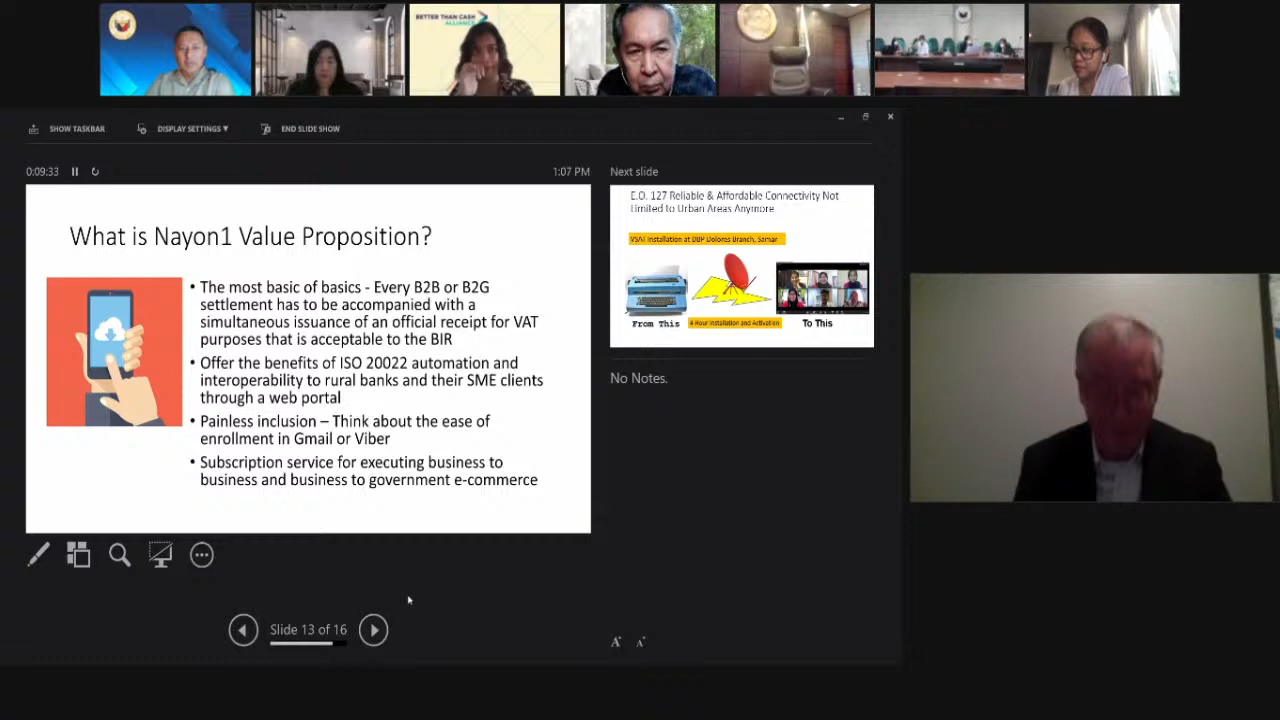 BETTER THAN CASH
ALLIANCE
SHOW TASKBAR
DISPLAY SETTINGS ▾
END SLIDE SHOW
0:09:33
1:07 PM
What is Nayon1 Value Proposition?
• The most basic of basics - Every B2B or B2G
settlement has to be accompanied with a
simultaneous issuance of an official receipt for VAT
purposes that is acceptable to the BIR
• Offer the benefits of ISO 20022 automation and
interoperability to rural banks and their SME clients
through a web portal
• Painless inclusion – Think about the ease of
enrollment in Gmail or Viber
• Subscription service for executing business to
business and business to government e-commerce
Next slide
E.O. 127 Reliable & Affordable Connectivity Not
Limited to Urban Areas Anymore
VSAT Installation at DBP Dolores Branch, Samar
From This
4 Hour Installation and Activation
To This
No Notes.
Slide 13 of 16
A
A